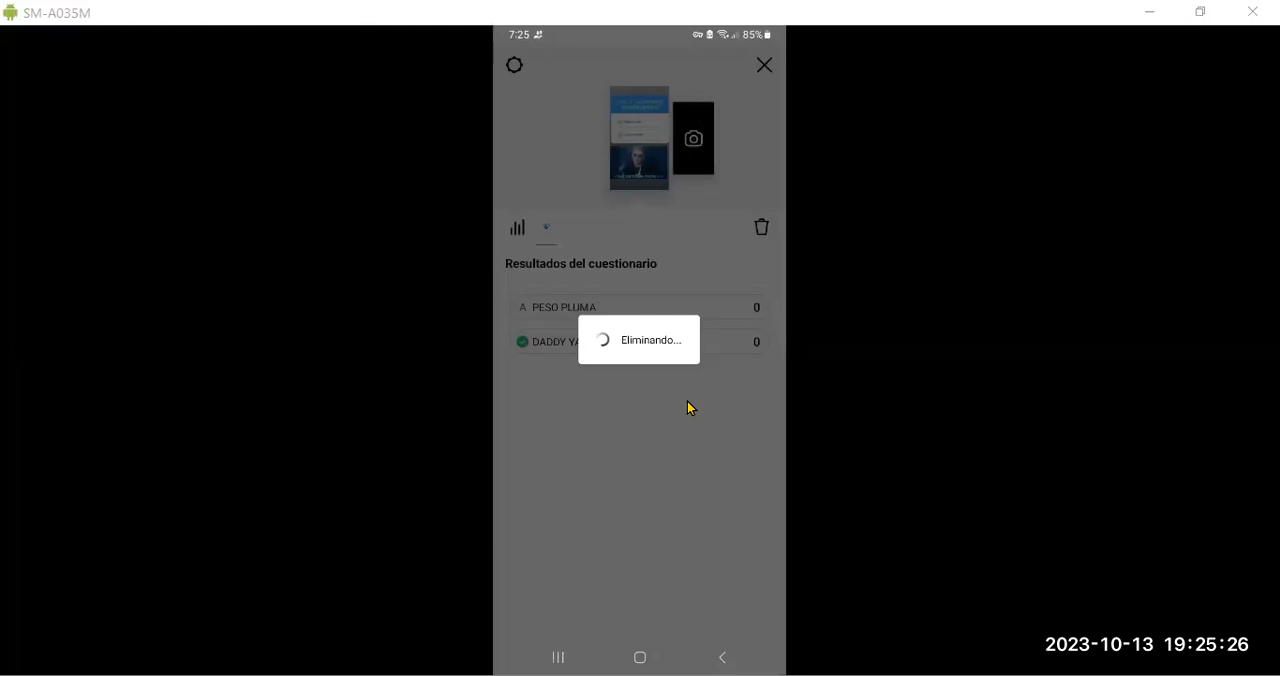 SM-A035M
7:25
85%
Resultados del cuestionario
A PESO PLUMA 0
DADDY 0
Eliminando...
2023-10-13 19:25:26